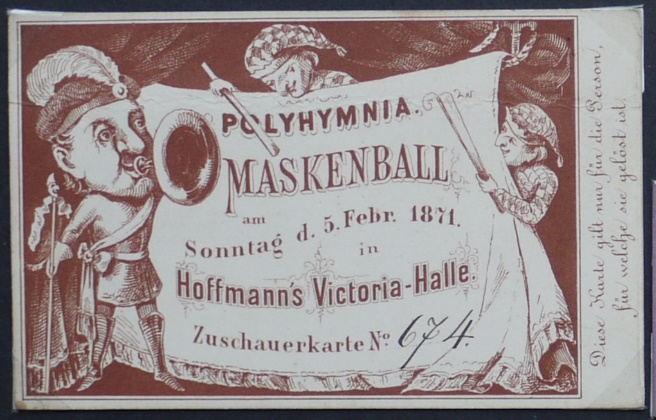 POLYHYMNIA.
MASKENBALL
am
Sonntag d. 5. Febr. 1871.
in
Hoffmann's Victoria-Halle.
Zuschauerkarte No 674.
Diese Karte gilt nur für die Person,
für welche sie gelöst ist.